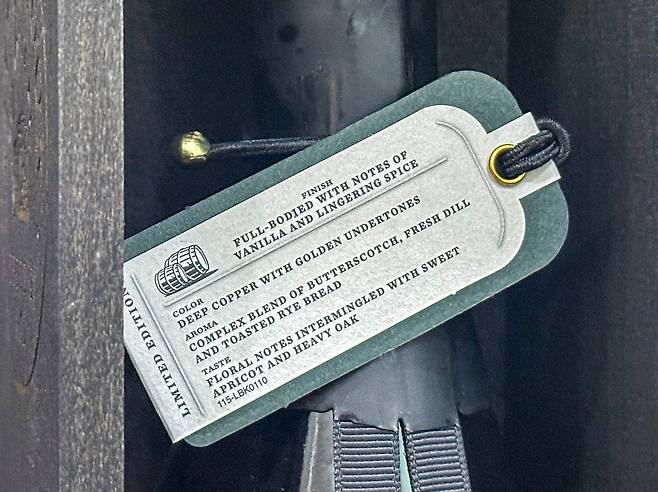 FINISH
FULL-BODIED WITH NOTES OF
VANILLA AND LINGERING SPICE
COLOR
DEEP COPPER WITH GOLDEN UNDERTONES
AROMA
COMPLEX BLEND OF BUTTERSCOTCH, FRESH DILL
AND TOASTED RYE BREAD
TASTE
FLORAL NOTES INTERMINGLED WITH SWEET
APRICOT AND HEAVY OAK
115-LBK0110
LIMITED EDITION